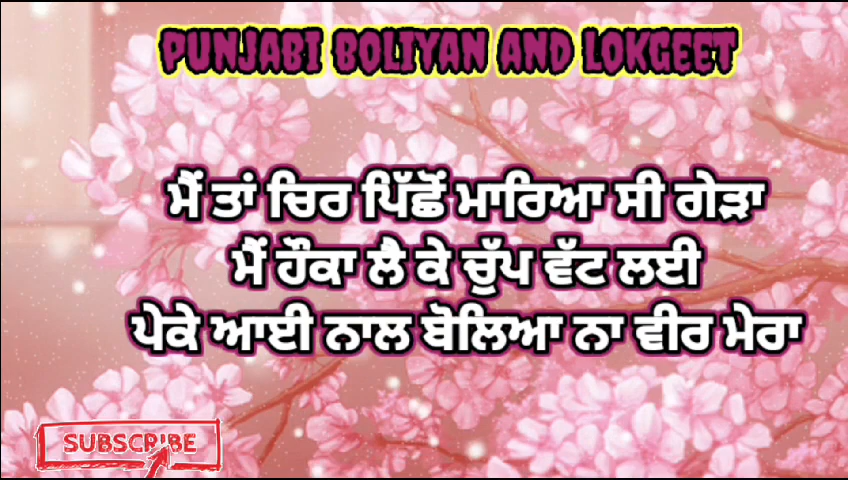 PUNJABI BOLIYAN AND LOKGEET
ਮੈਂ ਤਾਂ ਚਿਰ ਪਿੱਛੋਂ ਮਾਰਿਆ ਸੀ ਗੇੜਾ
ਮੈਂ ਹੌਕਾ ਲੈ ਕੇ ਚੁੱਪ ਵੱਟ ਲਈ
ਪੇਕੇ ਆਈ ਨਾਲ ਬੋਲਿਆ ਨਾ ਵੀਰ ਮੇਰਾ
SUBSCRIBE